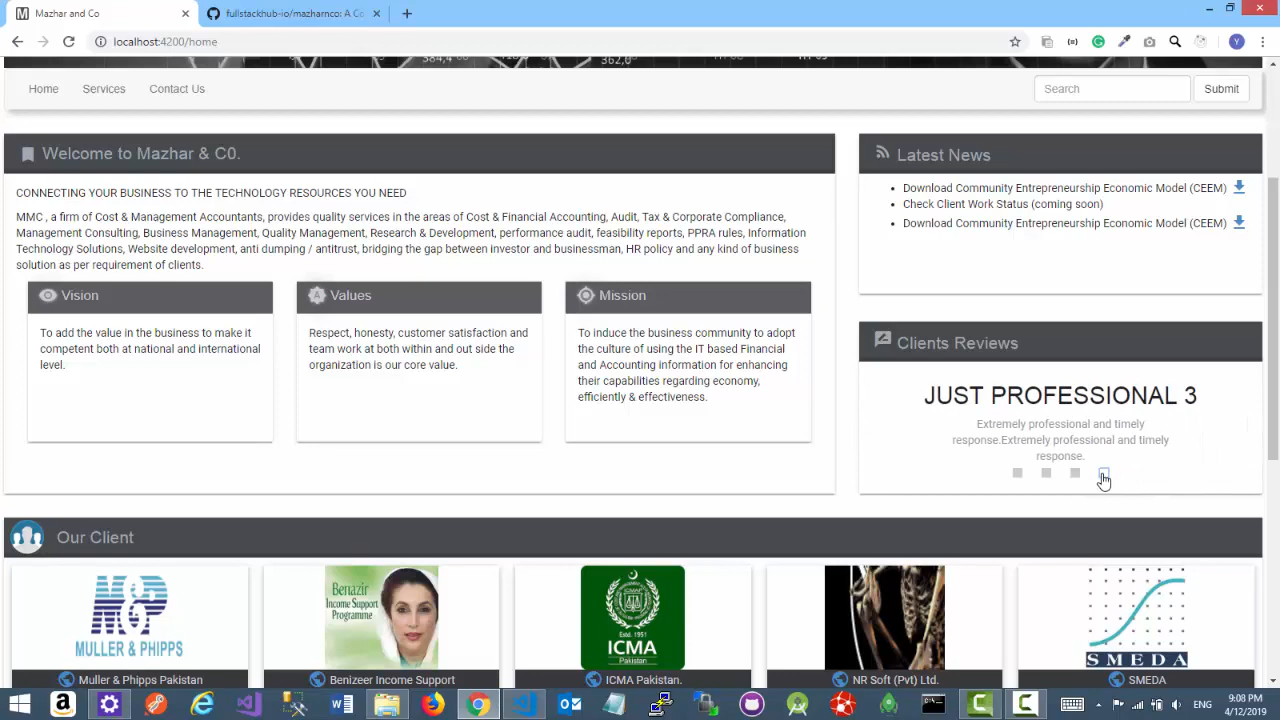 M Mazhar and Co
fullstackhub-io/mazharnco: A Co
localhost:4200/home
Y
384,4
362,0
Home
Services
Contact Us
Search
Submit
Welcome to Mazhar & C0.
CONNECTING YOUR BUSINESS TO THE TECHNOLOGY RESOURCES YOU NEED
MMC , a firm of Cost & Management Accountants, provides quality services in the areas of Cost & Financial Accounting, Audit, Tax & Corporate Compliance,
Management Consulting, Business Management, Quality Management, Research & Development, performance audit, feasibility reports, PPRA rules, Information
Technology Solutions, Website development, anti dumping / antitrust, bridging the gap between investor and businessman, HR policy and any kind of business
solution as per requirement of clients.
Vision
To add the value in the business to make it
competent both at national and international
level.
Values
Respect, honesty, customer satisfaction and
team work at both within and out side the
organization is our core value.
Mission
To induce the business community to adopt
the culture of using the IT based Financial
and Accounting information for enhancing
their capabilities regarding economy,
efficiently & effectiveness.
Latest News
Download Community Entrepreneurship Economic Model (CEEM)
Check Client Work Status (coming soon)
Download Community Entrepreneurship Economic Model (CEEM)
Clients Reviews
JUST PROFESSIONAL 3
Extremely professional and timely
response.Extremely professional and timely
response.
Our Client
M&P
MULLER & PHIPPS
Muller & Phipps Pakistan
Benazir
Income Support
Programme
Benizeer Income Support
Estd. 1951
ICMA
Pakistan
ICMA Pakistan.
NR Soft (Pvt) Ltd.
SMEDA
SMEDA
ENG
9:08 PM
4/12/2019